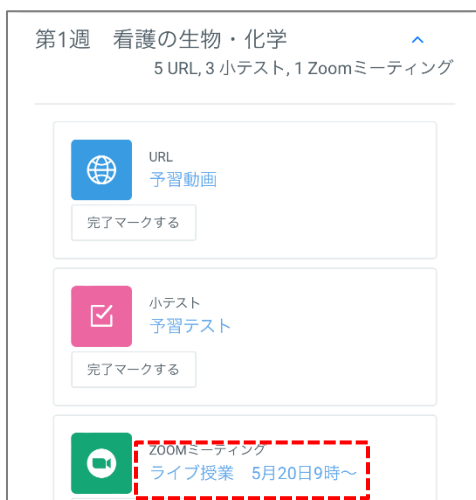 第1週　看護の生物・化学
5 URL, 3 小テスト, 1 Zoomミーティング
URL
予習動画
完了マークする
小テスト
予習テスト
完了マークする
ZOOMミーティング
ライブ授業　5月20日9時～